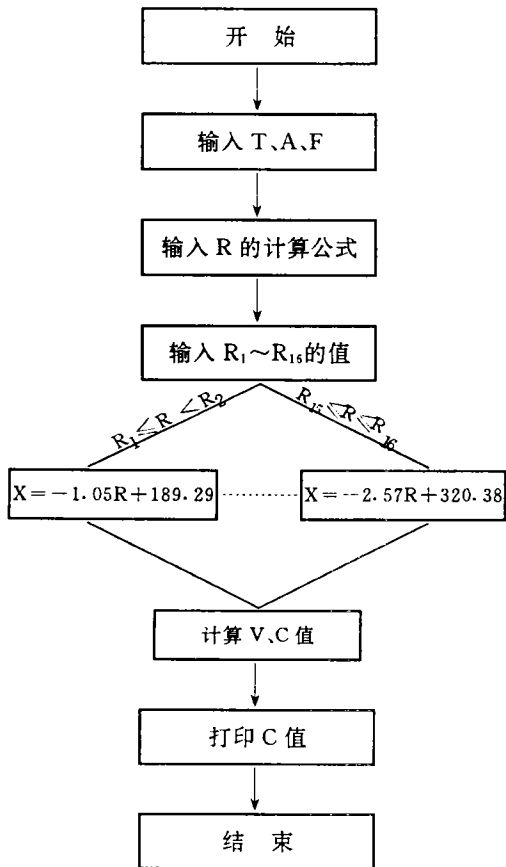 开 始
输入 T、A、F
输入 R 的计算公式
输入 R₁～R₁₆的值
R₁≤R<R₂
R₁₅≤R≤R₁₆
X=-1.05R+189.29
X=-2.57R+320.38
计算 V、C 值
打印 C 值
结 束